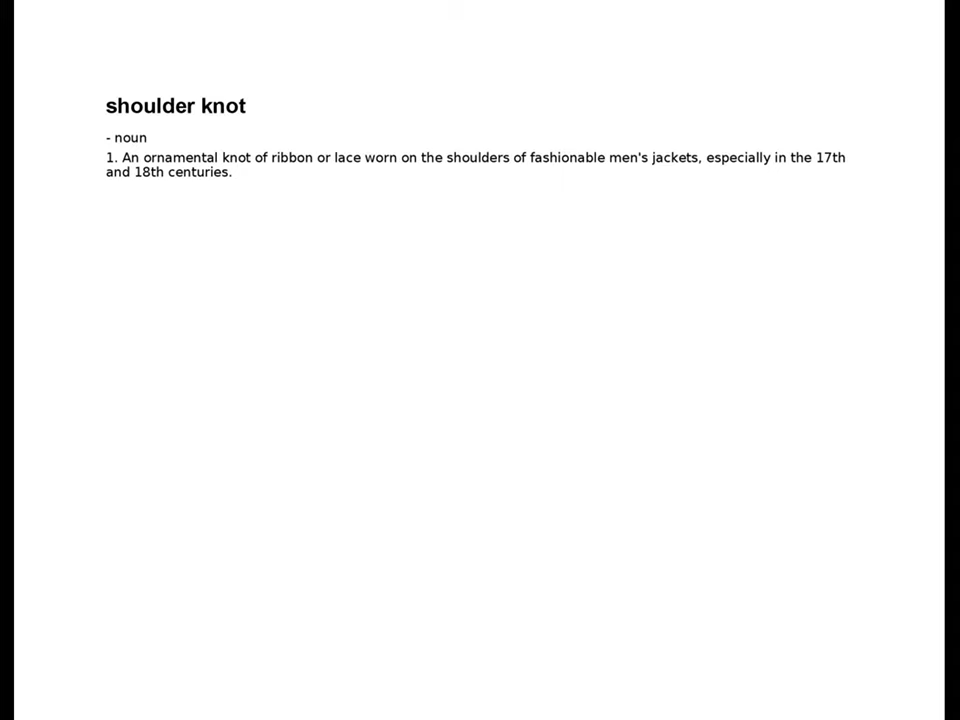 shoulder knot
- noun
1. An ornamental knot of ribbon or lace worn on the shoulders of fashionable men's jackets, especially in the 17th
and 18th centuries.